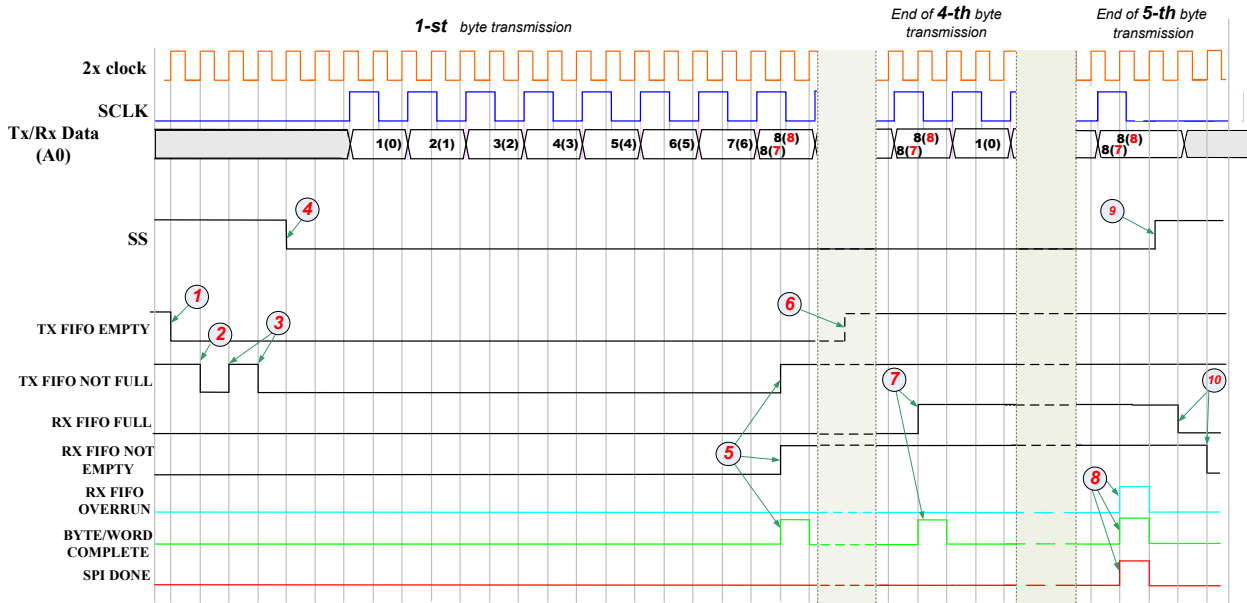 1-st byte transmission
End of 4-th byte
transmission
End of 5-th byte
transmission
2x clock
SCLK
Tx/Rx Data
(A0)
1(0)
2(1)
3(2)
4(3)
5(4)
6(5)
7(6)
8(8)
8(7)
8(8)
8(7)
1(0)
8(8)
8(7)
SS
4
9
TX FIFO EMPTY
1
2
3
6
TX FIFO NOT FULL
7
10
RX FIFO FULL
RX FIFO NOT
EMPTY
5
8
RX FIFO
OVERRUN
BYTE/WORD
COMPLETE
SPI DONE